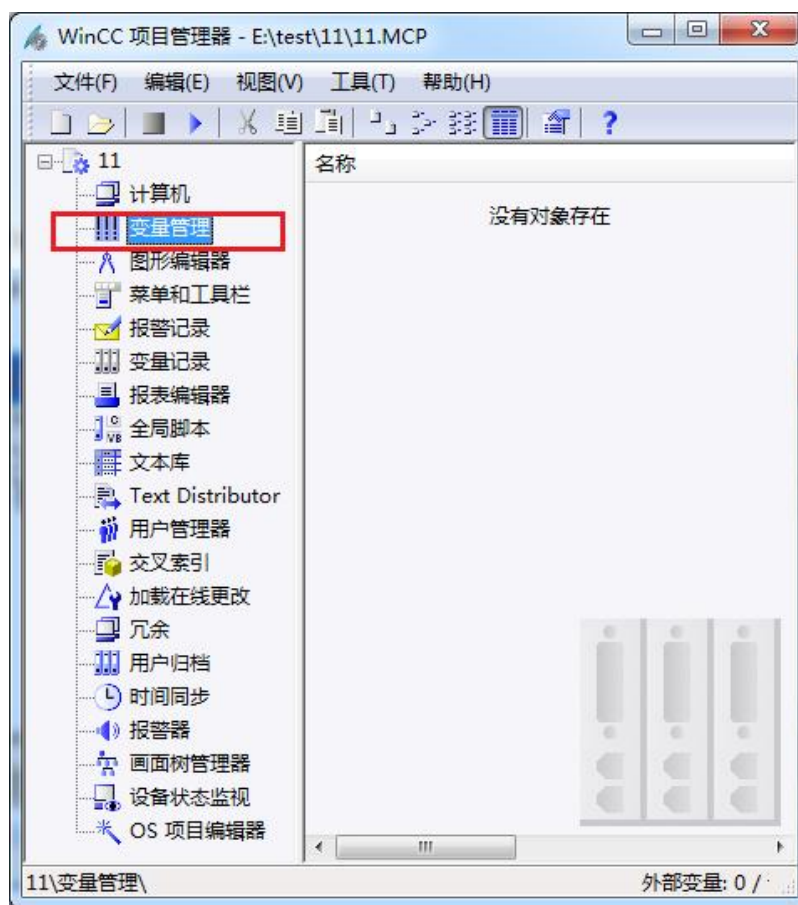 WinCC 项目管理器 - E:\test\11\11.MCP
文件(F) 编辑(E) 视图(V) 工具(T) 帮助(H)
11
名称
计算机
没有对象存在
变量管理
图形编辑器
菜单和工具栏
报警记录
变量记录
报表编辑器
全局脚本
文本库
Text Distributor
用户管理器
交叉索引
加载在线更改
冗余
用户归档
时间同步
报警器
画面树管理器
设备状态监视
OS 项目编辑器
11\变量管理\ 外部变量: 0 /